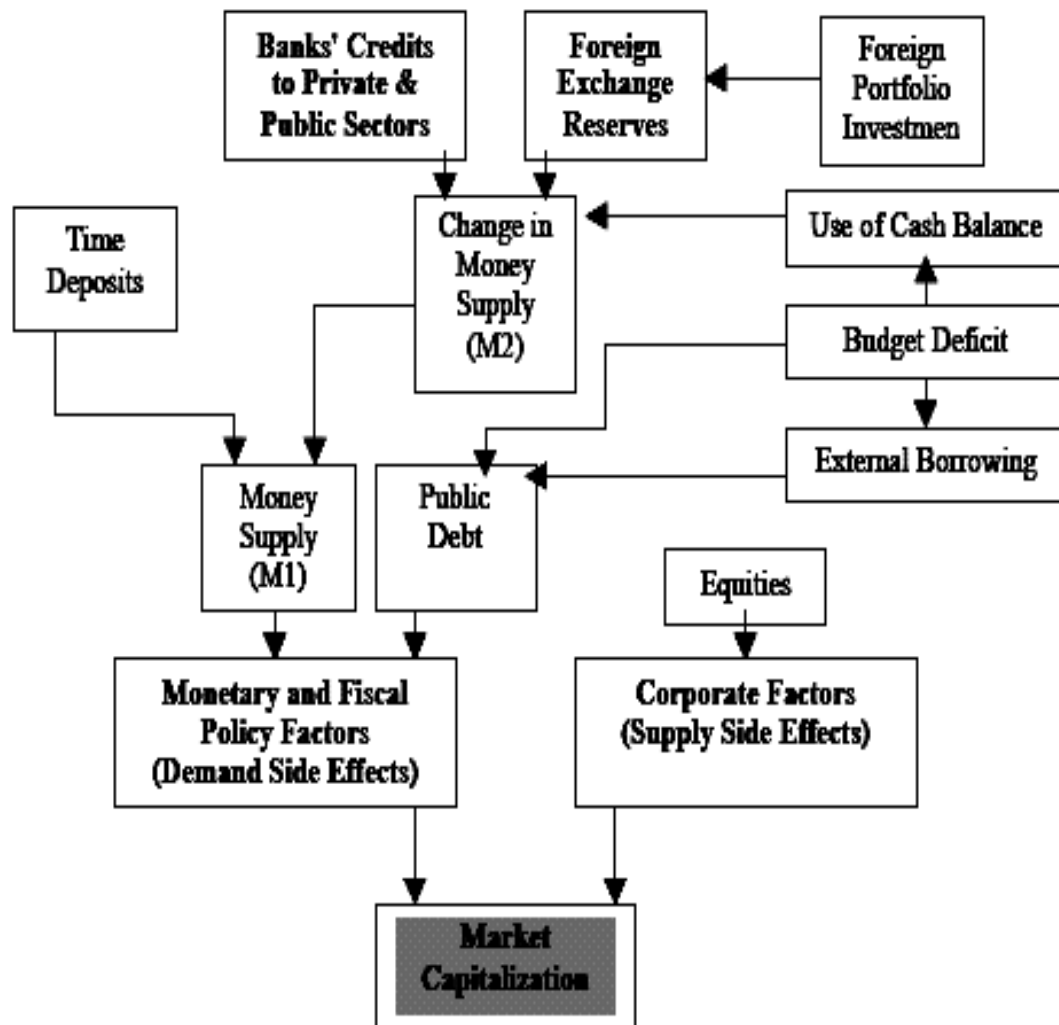 Banks' Credits
to Private &
Public Sectors
Foreign
Exchange
Reserves
Foreign
Portfolio
Investmen
Time
Deposits
Change in
Money
Supply
(M2)
Use of Cash Balance
Budget Deficit
External Borrowing
Money
Supply
(M1)
Public
Debt
Equities
Monetary and Fiscal
Policy Factors
(Demand Side Effects)
Corporate Factors
(Supply Side Effects)
Market
Capitalization